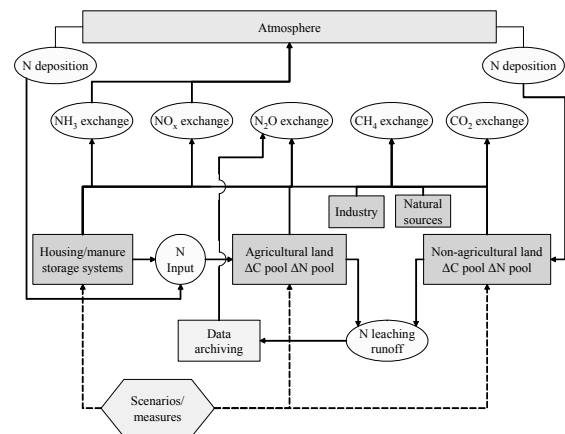 Atmosphere
N deposition
N deposition
NH₃ exchange
NOₓ exchange
N₂O exchange
CH₄ exchange
CO₂ exchange
Industry
Natural
sources
Housing/manure
storage systems
N
Input
Agricultural land
ΔC pool ΔN pool
Non-agricultural land
ΔC pool ΔN pool
Data
archiving
N leaching
runoff
Scenarios/
measures